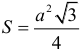 S = a²√3 / 4